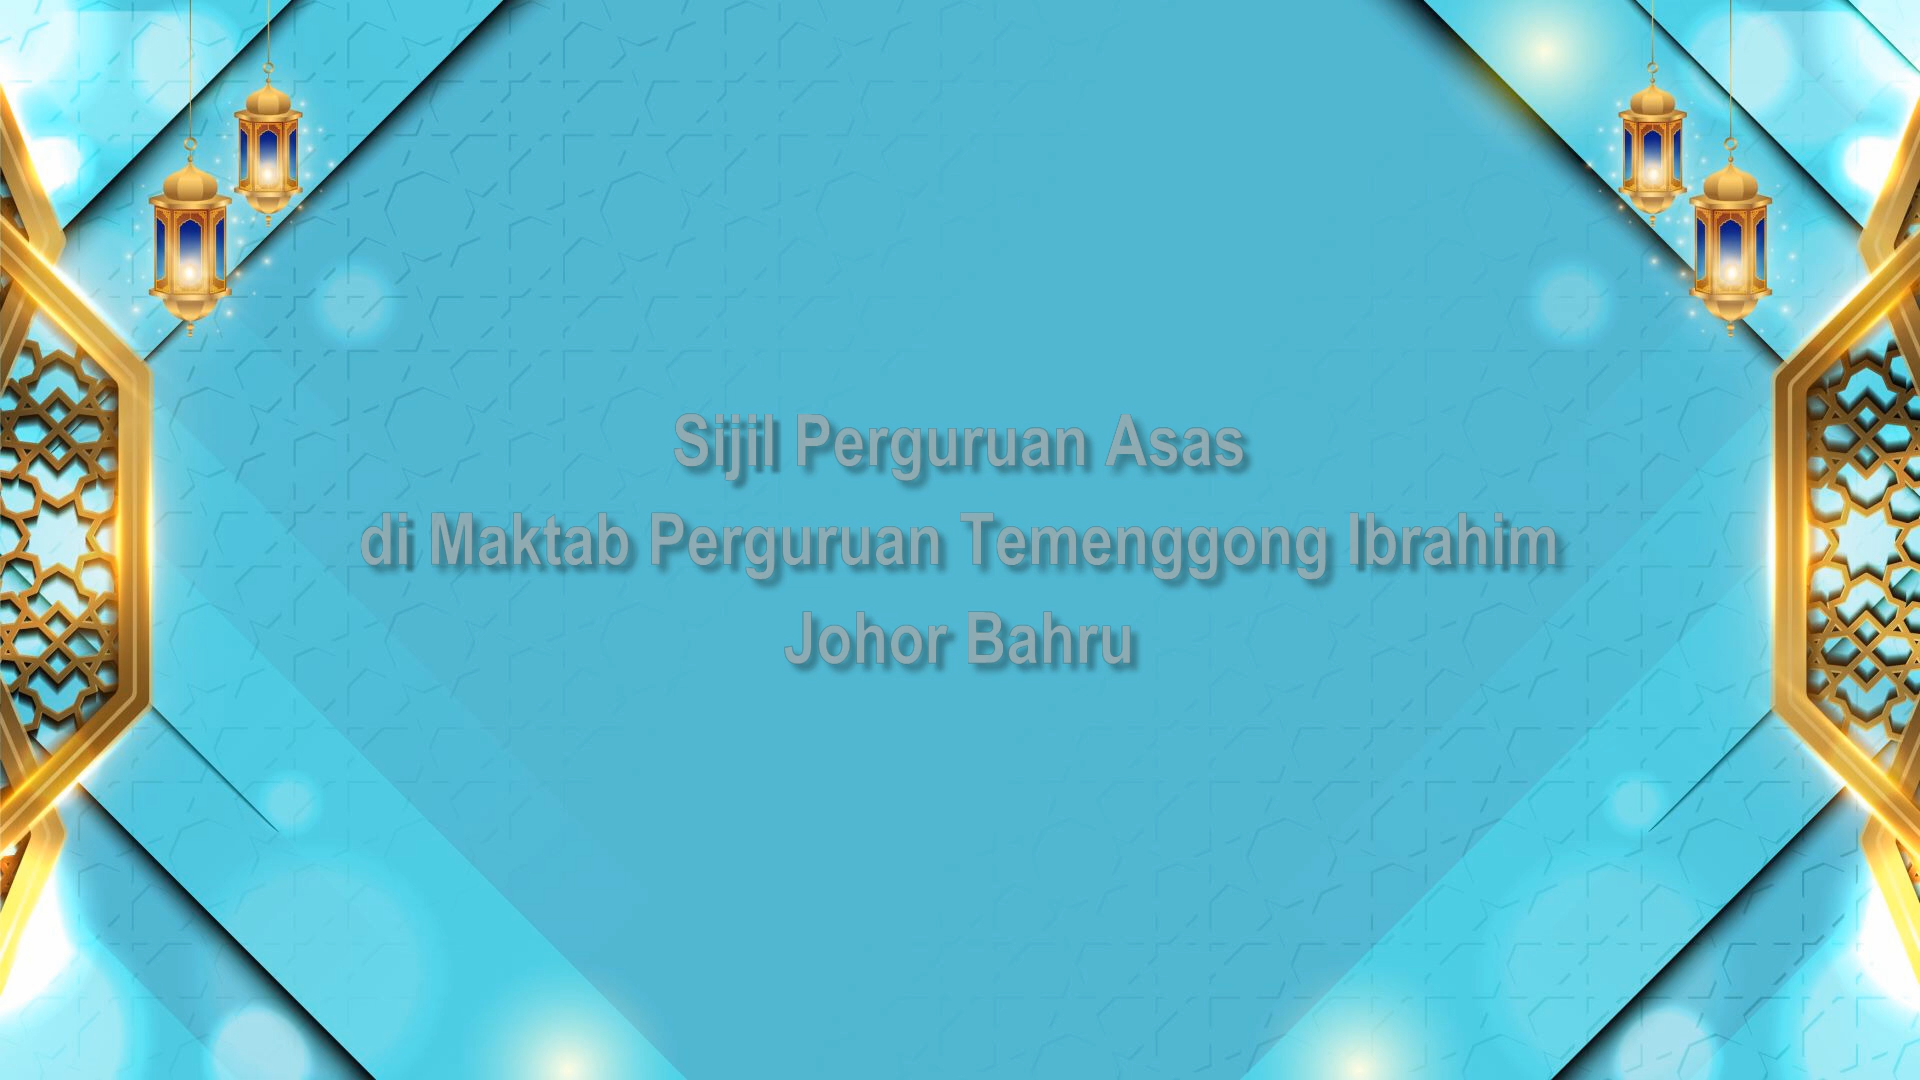 Sijil Perguruan Asas
di Maktab Perguruan Temenggong Ibrahim
Johor Bahru